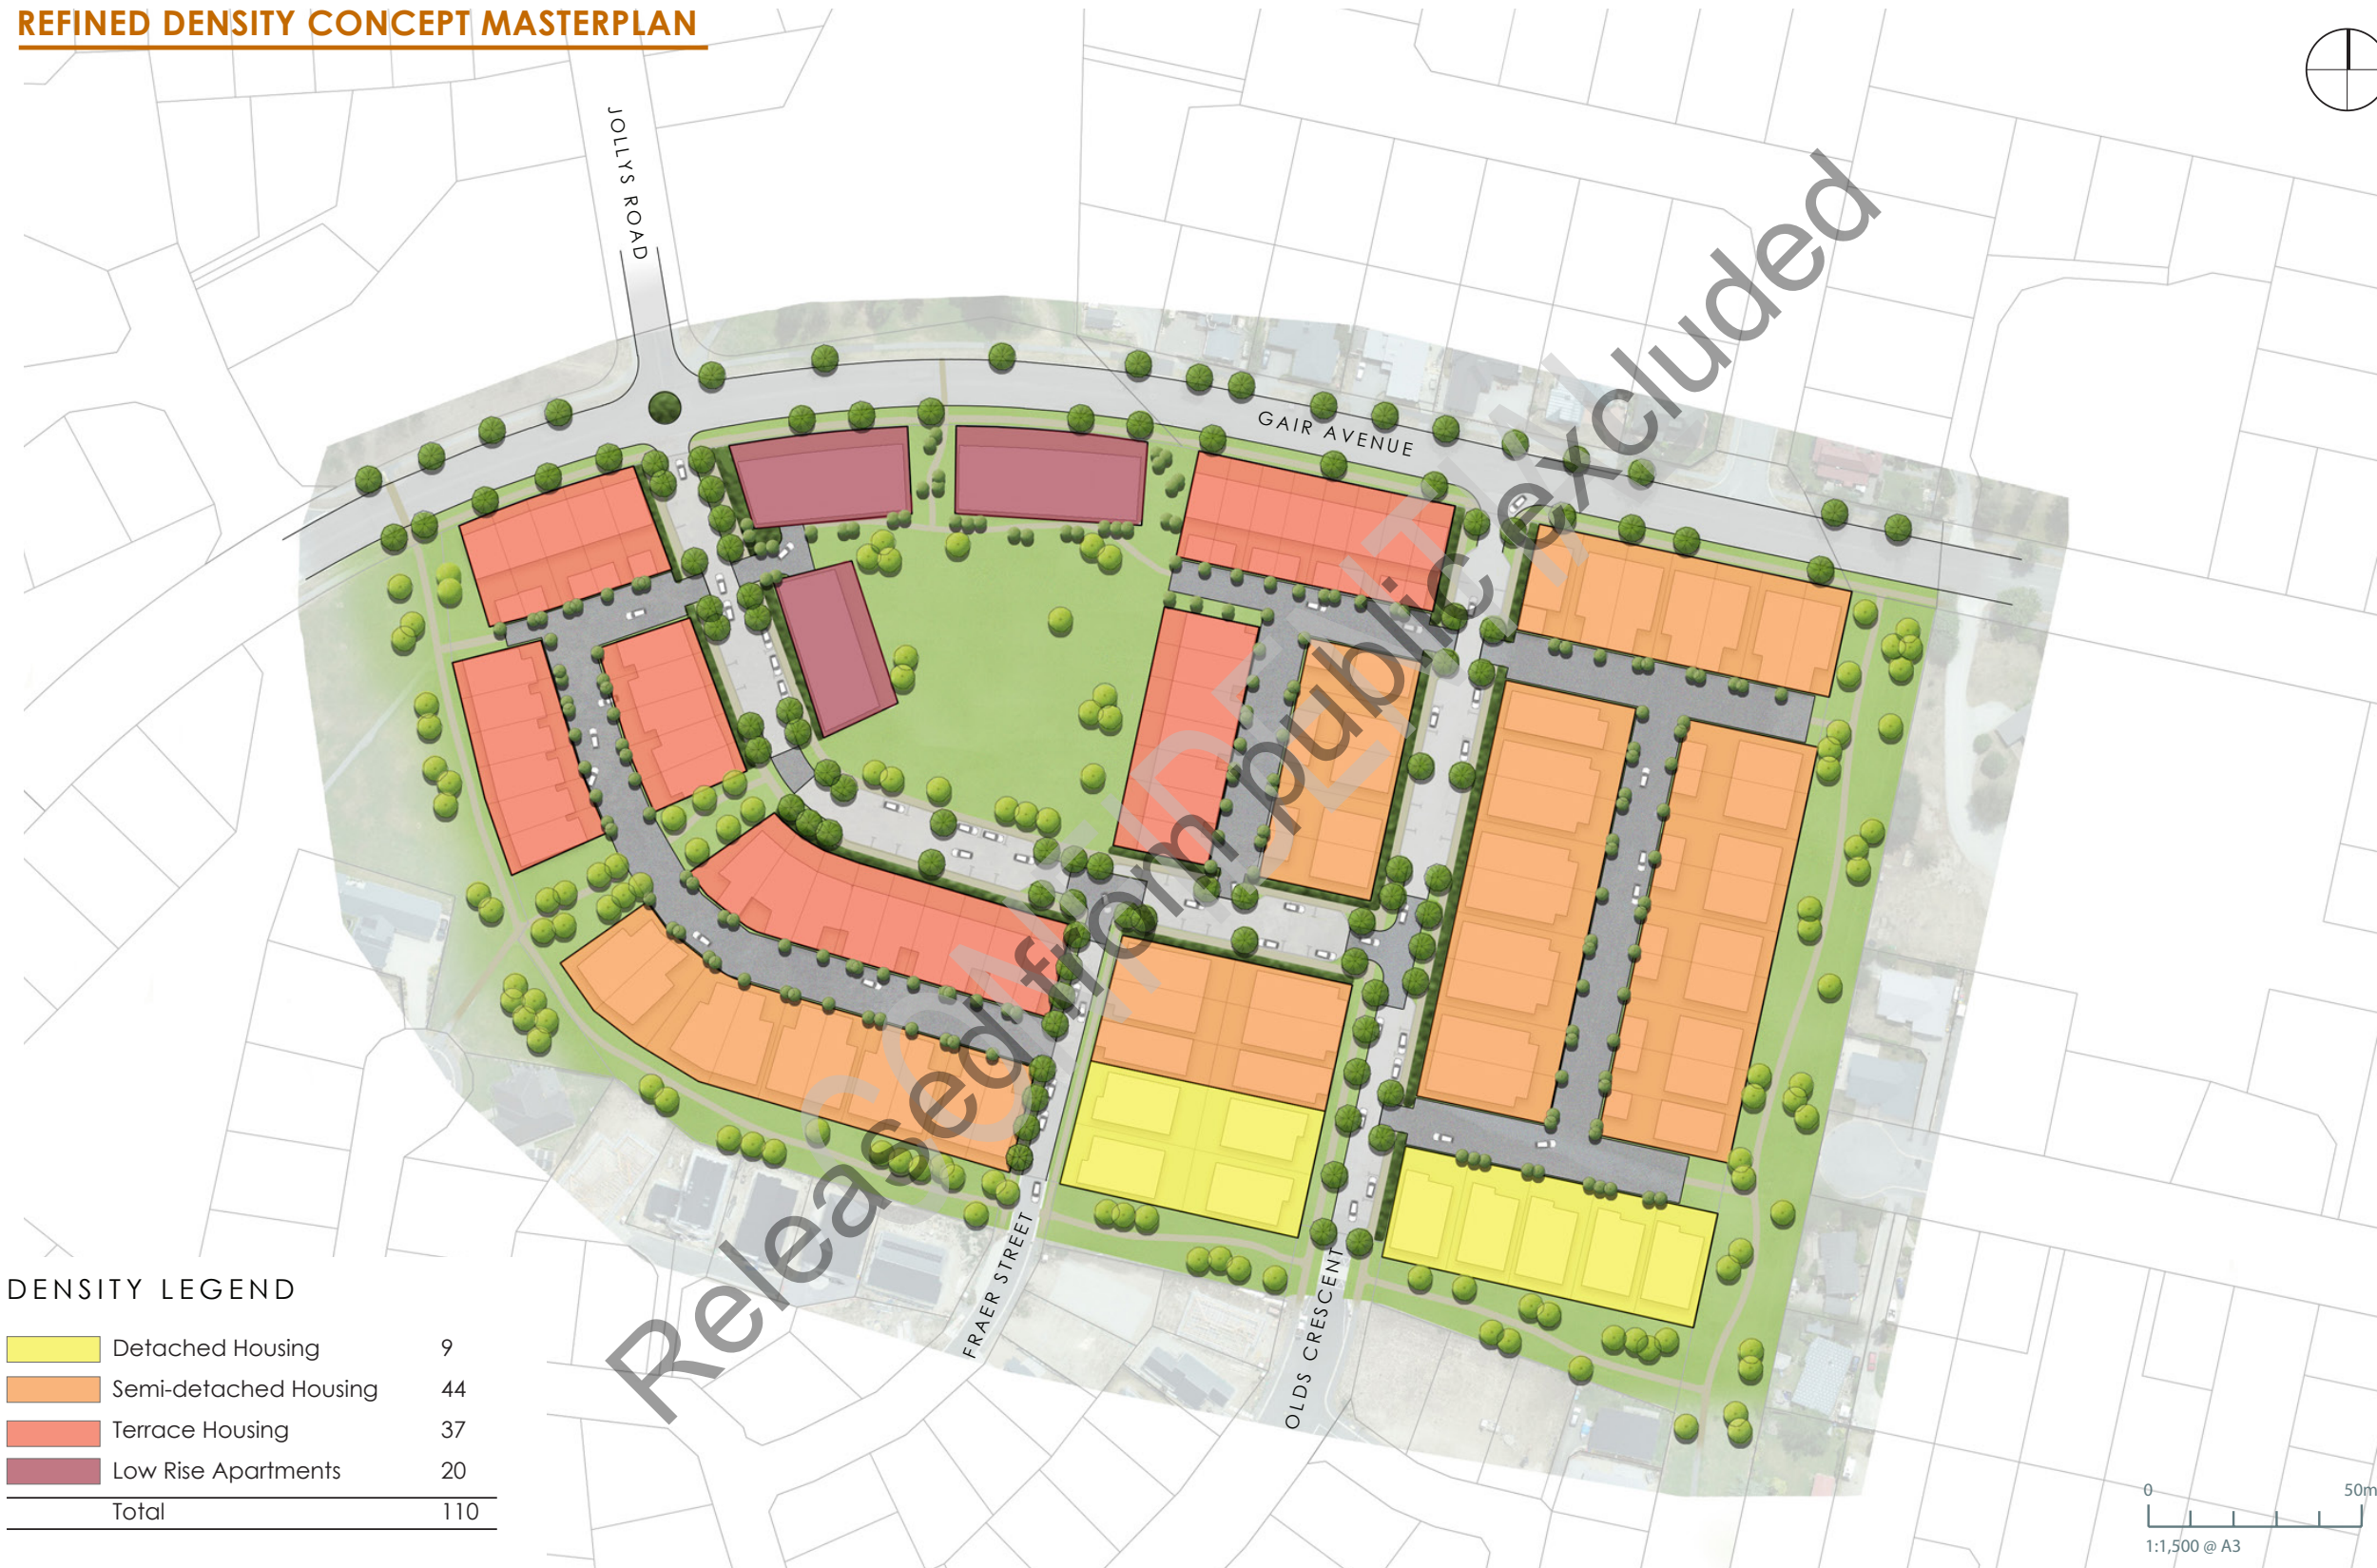 REFINED DENSITY CONCEPT MASTERPLAN
JOLLYS ROAD
GAIR AVENUE
CONFIDENTIAL
Released from public excluded
FRAER STREET
OLDS CRESCENT
DENSITY LEGEND
Detached Housing 9
Semi-detached Housing 44
Terrace Housing 37
Low Rise Apartments 20
Total 110
0 50m
1:1,500 @ A3